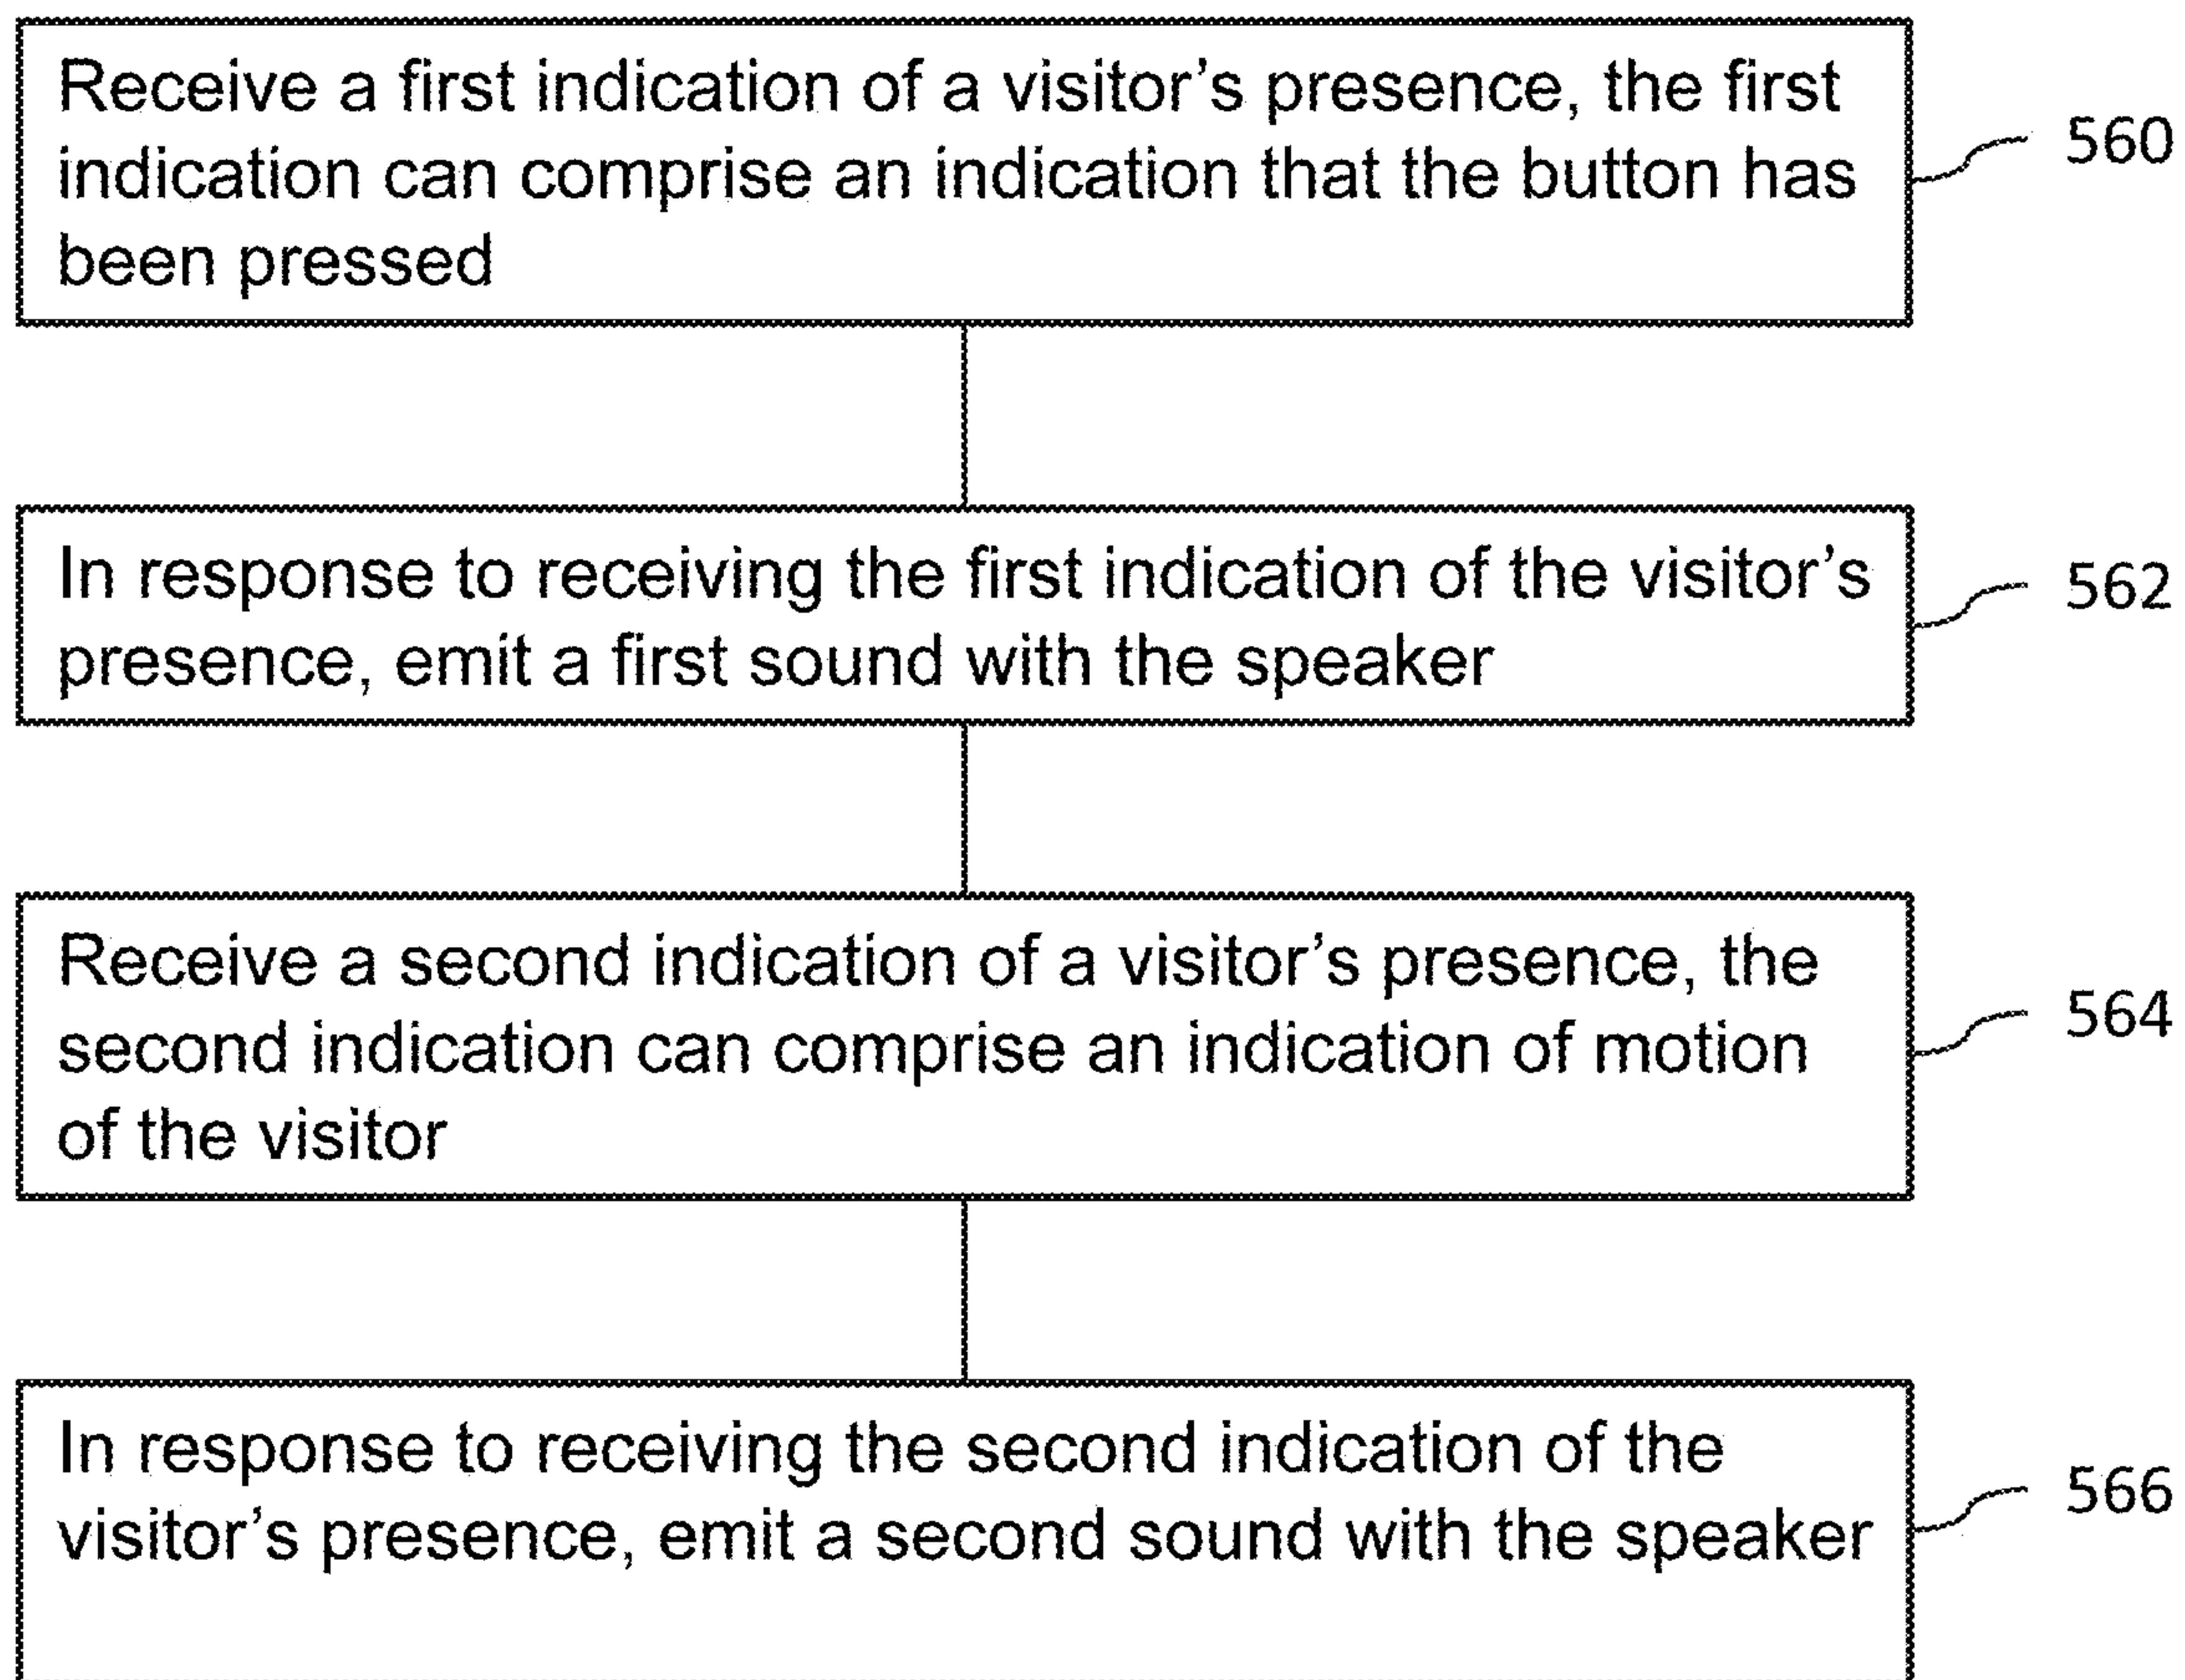 Receive a first indication of a visitor’s presence, the first
indication can comprise an indication that the button has
been pressed
560
In response to receiving the first indication of the visitor’s
presence, emit a first sound with the speaker
562
Receive a second indication of a visitor’s presence, the
second indication can comprise an indication of motion
of the visitor
564
In response to receiving the second indication of the
visitor’s presence, emit a second sound with the speaker
566